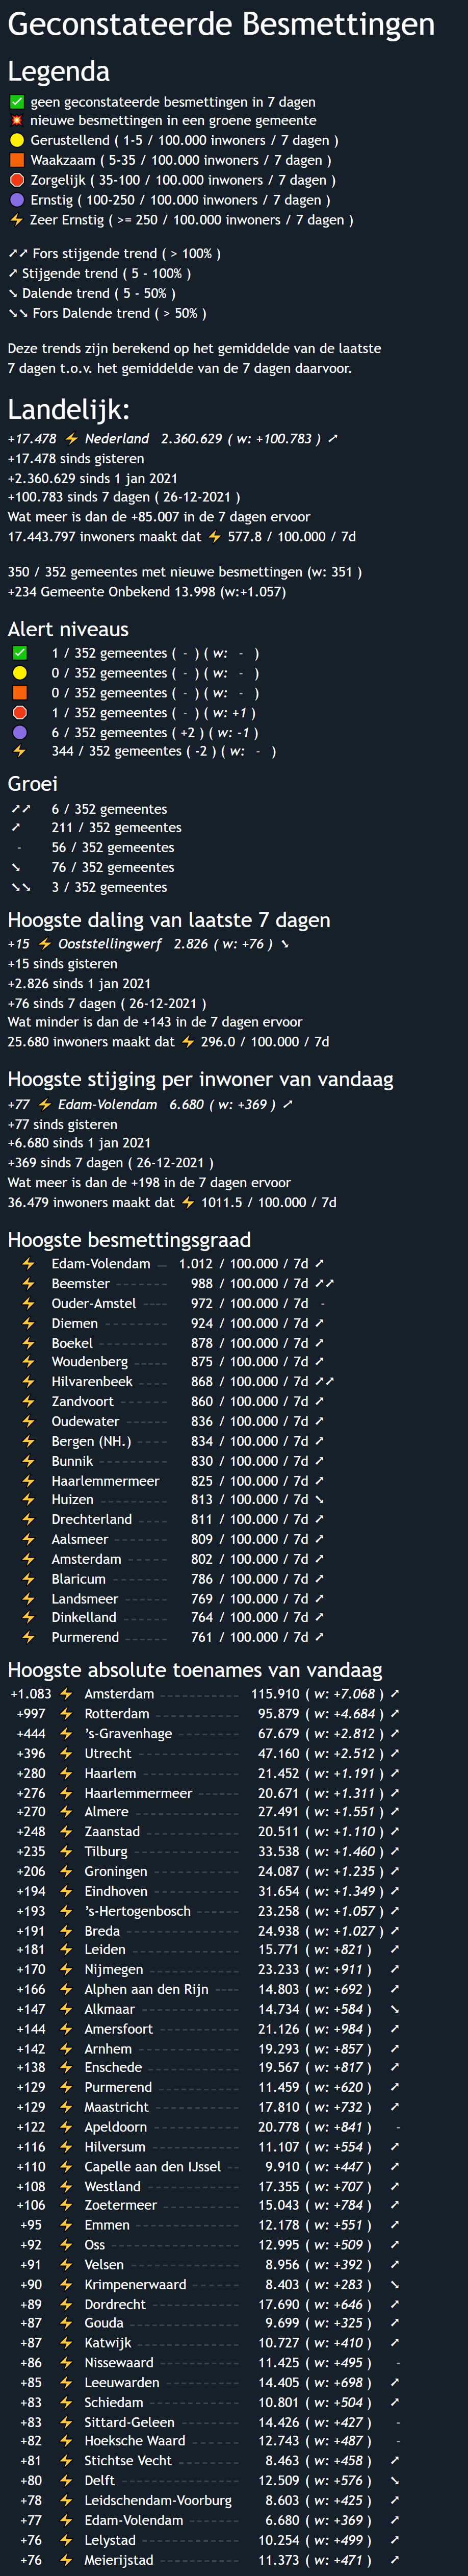 Geconstateerde Besmettingen
Legenda
✅ geen geconstateerde besmettingen in 7 dagen
💥 nieuwe besmettingen in een groene gemeente
🟡 Gerustellend ( 1-5 / 100.000 inwoners / 7 dagen )
🟧 Waakzaam ( 5-35 / 100.000 inwoners / 7 dagen )
🛑 Zorgelijk ( 35-100 / 100.000 inwoners / 7 dagen )
🟣 Ernstig ( 100-250 / 100.000 inwoners / 7 dagen )
⚡ Zeer Ernstig ( >= 250 / 100.000 inwoners / 7 dagen )
➚➚ Fors stijgende trend ( > 100% )
➚ Stijgende trend ( 5 - 100% )
➘ Dalende trend ( 5 - 50% )
➘➘ Fors Dalende trend ( > 50% )
Deze trends zijn berekend op het gemiddelde van de laatste
7 dagen t.o.v. het gemiddelde van de 7 dagen daarvoor.
Landelijk:
+17.478 ⚡ Nederland 2.360.629 ( w: +100.783 ) ➚
+17.478 sinds gisteren
+2.360.629 sinds 1 jan 2021
+100.783 sinds 7 dagen ( 26-12-2021 )
Wat meer is dan de +85.007 in de 7 dagen ervoor
17.443.797 inwoners maakt dat ⚡ 577.8 / 100.000 / 7d
350 / 352 gemeentes met nieuwe besmettingen (w: 351 )
+234 Gemeente Onbekend 13.998 (w:+1.057)
Alert niveaus
✅ 1 / 352 gemeentes ( - ) ( w: - )
🟡 0 / 352 gemeentes ( - ) ( w: - )
🟧 0 / 352 gemeentes ( - ) ( w: - )
🛑 1 / 352 gemeentes ( - ) ( w: +1 )
🟣 6 / 352 gemeentes ( +2 ) ( w: -1 )
⚡ 344 / 352 gemeentes ( -2 ) ( w: - )
Groei
➚➚ 6 / 352 gemeentes
➚ 211 / 352 gemeentes
- 56 / 352 gemeentes
➘ 76 / 352 gemeentes
➘➘ 3 / 352 gemeentes
Hoogste daling van laatste 7 dagen
+15 ⚡ Ooststellingwerf 2.826 ( w: +76 ) ➘
+15 sinds gisteren
+2.826 sinds 1 jan 2021
+76 sinds 7 dagen ( 26-12-2021 )
Wat minder is dan de +143 in de 7 dagen ervoor
25.680 inwoners maakt dat ⚡ 296.0 / 100.000 / 7d
Hoogste stijging per inwoner van vandaag
+77 ⚡ Edam-Volendam 6.680 ( w: +369 ) ➚
+77 sinds gisteren
+6.680 sinds 1 jan 2021
+369 sinds 7 dagen ( 26-12-2021 )
Wat meer is dan de +198 in de 7 dagen ervoor
36.479 inwoners maakt dat ⚡ 1011.5 / 100.000 / 7d
Hoogste besmettingsgraad
⚡ Edam-Volendam 1.012 / 100.000 / 7d ➚
⚡ Beemster 988 / 100.000 / 7d ➚➚
⚡ Ouder-Amstel 972 / 100.000 / 7d -
⚡ Diemen 924 / 100.000 / 7d ➚
⚡ Boekel 878 / 100.000 / 7d ➚
⚡ Woudenberg 875 / 100.000 / 7d ➚
⚡ Hilvarenbeek 868 / 100.000 / 7d ➚➚
⚡ Zandvoort 860 / 100.000 / 7d ➚
⚡ Oudewater 836 / 100.000 / 7d ➚
⚡ Bergen (NH.) 834 / 100.000 / 7d ➚
⚡ Bunnik 830 / 100.000 / 7d ➚
⚡ Haarlemmermeer 825 / 100.000 / 7d ➚
⚡ Huizen 813 / 100.000 / 7d ➘
⚡ Drechterland 811 / 100.000 / 7d ➚
⚡ Aalsmeer 809 / 100.000 / 7d ➚
⚡ Amsterdam 802 / 100.000 / 7d ➚
⚡ Blaricum 786 / 100.000 / 7d ➚
⚡ Landsmeer 769 / 100.000 / 7d ➚
⚡ Dinkelland 764 / 100.000 / 7d ➚
⚡ Purmerend 761 / 100.000 / 7d ➚
Hoogste absolute toenames van vandaag
+1.083 ⚡ Amsterdam 115.910 ( w: +7.068 ) ➚
+997 ⚡ Rotterdam 95.879 ( w: +4.684 ) ➚
+444 ⚡ 's-Gravenhage 67.679 ( w: +2.812 ) ➚
+396 ⚡ Utrecht 47.160 ( w: +2.512 ) ➚
+280 ⚡ Haarlem 21.452 ( w: +1.191 ) ➚
+276 ⚡ Haarlemmermeer 20.671 ( w: +1.311 ) ➚
+270 ⚡ Almere 27.491 ( w: +1.551 ) ➚
+248 ⚡ Zaanstad 20.511 ( w: +1.110 ) ➚
+235 ⚡ Tilburg 33.538 ( w: +1.460 ) ➚
+206 ⚡ Groningen 24.087 ( w: +1.235 ) ➚
+194 ⚡ Eindhoven 31.654 ( w: +1.349 ) ➚
+193 ⚡ 's-Hertogenbosch 23.258 ( w: +1.057 ) ➚
+191 ⚡ Breda 24.938 ( w: +1.027 ) ➚
+181 ⚡ Leiden 15.771 ( w: +821 ) ➚
+170 ⚡ Nijmegen 23.233 ( w: +911 ) ➚
+166 ⚡ Alphen aan den Rijn 14.803 ( w: +692 ) ➚
+147 ⚡ Alkmaar 14.734 ( w: +584 ) ➘
+144 ⚡ Amersfoort 21.126 ( w: +984 ) ➚
+142 ⚡ Arnhem 19.293 ( w: +857 ) ➚
+138 ⚡ Enschede 19.567 ( w: +817 ) ➚
+129 ⚡ Purmerend 11.459 ( w: +620 ) ➚
+129 ⚡ Maastricht 17.810 ( w: +732 ) ➚
+122 ⚡ Apeldoorn 20.778 ( w: +841 ) -
+116 ⚡ Hilversum 11.107 ( w: +554 ) ➚
+110 ⚡ Capelle aan den IJssel 9.910 ( w: +447 ) ➚
+108 ⚡ Westland 17.355 ( w: +707 ) ➚
+106 ⚡ Zoetermeer 15.043 ( w: +784 ) ➚
+95 ⚡ Emmen 12.178 ( w: +551 ) ➚
+92 ⚡ Oss 12.995 ( w: +509 ) ➚
+91 ⚡ Velsen 8.956 ( w: +392 ) ➚
+90 ⚡ Krimpenerwaard 8.403 ( w: +283 ) ➘
+89 ⚡ Dordrecht 17.690 ( w: +646 ) ➚
+87 ⚡ Gouda 9.699 ( w: +325 ) ➚
+87 ⚡ Katwijk 10.727 ( w: +410 ) ➚
+86 ⚡ Nissewaard 11.425 ( w: +495 ) -
+85 ⚡ Leeuwarden 14.405 ( w: +698 ) ➚
+83 ⚡ Schiedam 10.801 ( w: +504 ) ➚
+83 ⚡ Sittard-Geleen 14.426 ( w: +427 ) -
+82 ⚡ Hoeksche Waard 12.743 ( w: +487 ) -
+81 ⚡ Stichtse Vecht 8.463 ( w: +458 ) ➚
+80 ⚡ Delft 12.509 ( w: +576 ) ➘
+78 ⚡ Leidschendam-Voorburg 8.603 ( w: +425 ) ➚
+77 ⚡ Edam-Volendam 6.680 ( w: +369 ) ➚
+76 ⚡ Lelystad 10.254 ( w: +499 ) ➚
+76 ⚡ Meierijstad 11.373 ( w: +471 ) ➚